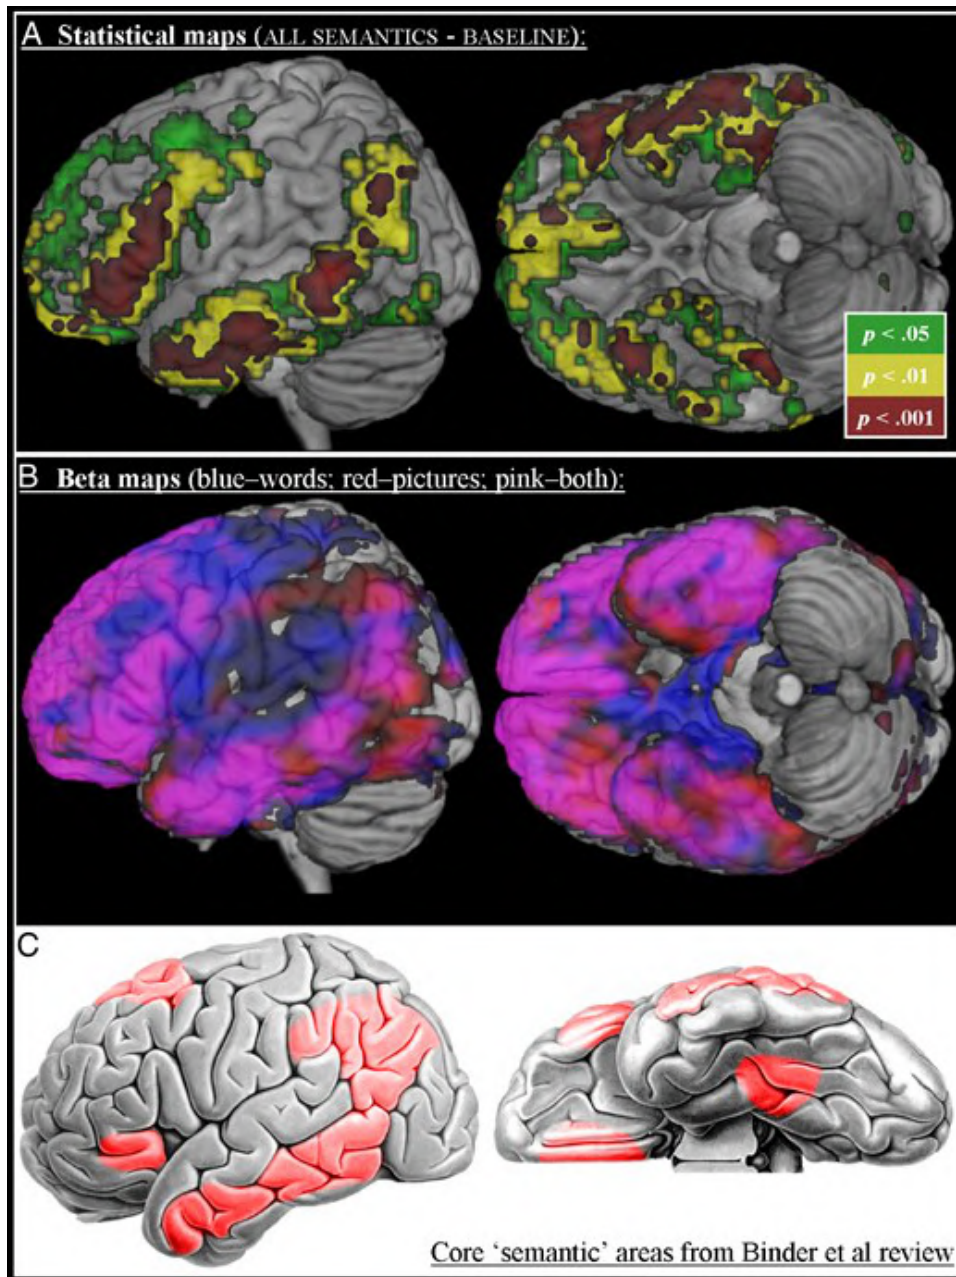 A Statistical maps (ALL SEMANTICS - BASELINE):
p < .05
p < .01
p < .001
B Beta maps (blue–words; red–pictures; pink–both):
C
Core ‘semantic’ areas from Binder et al review